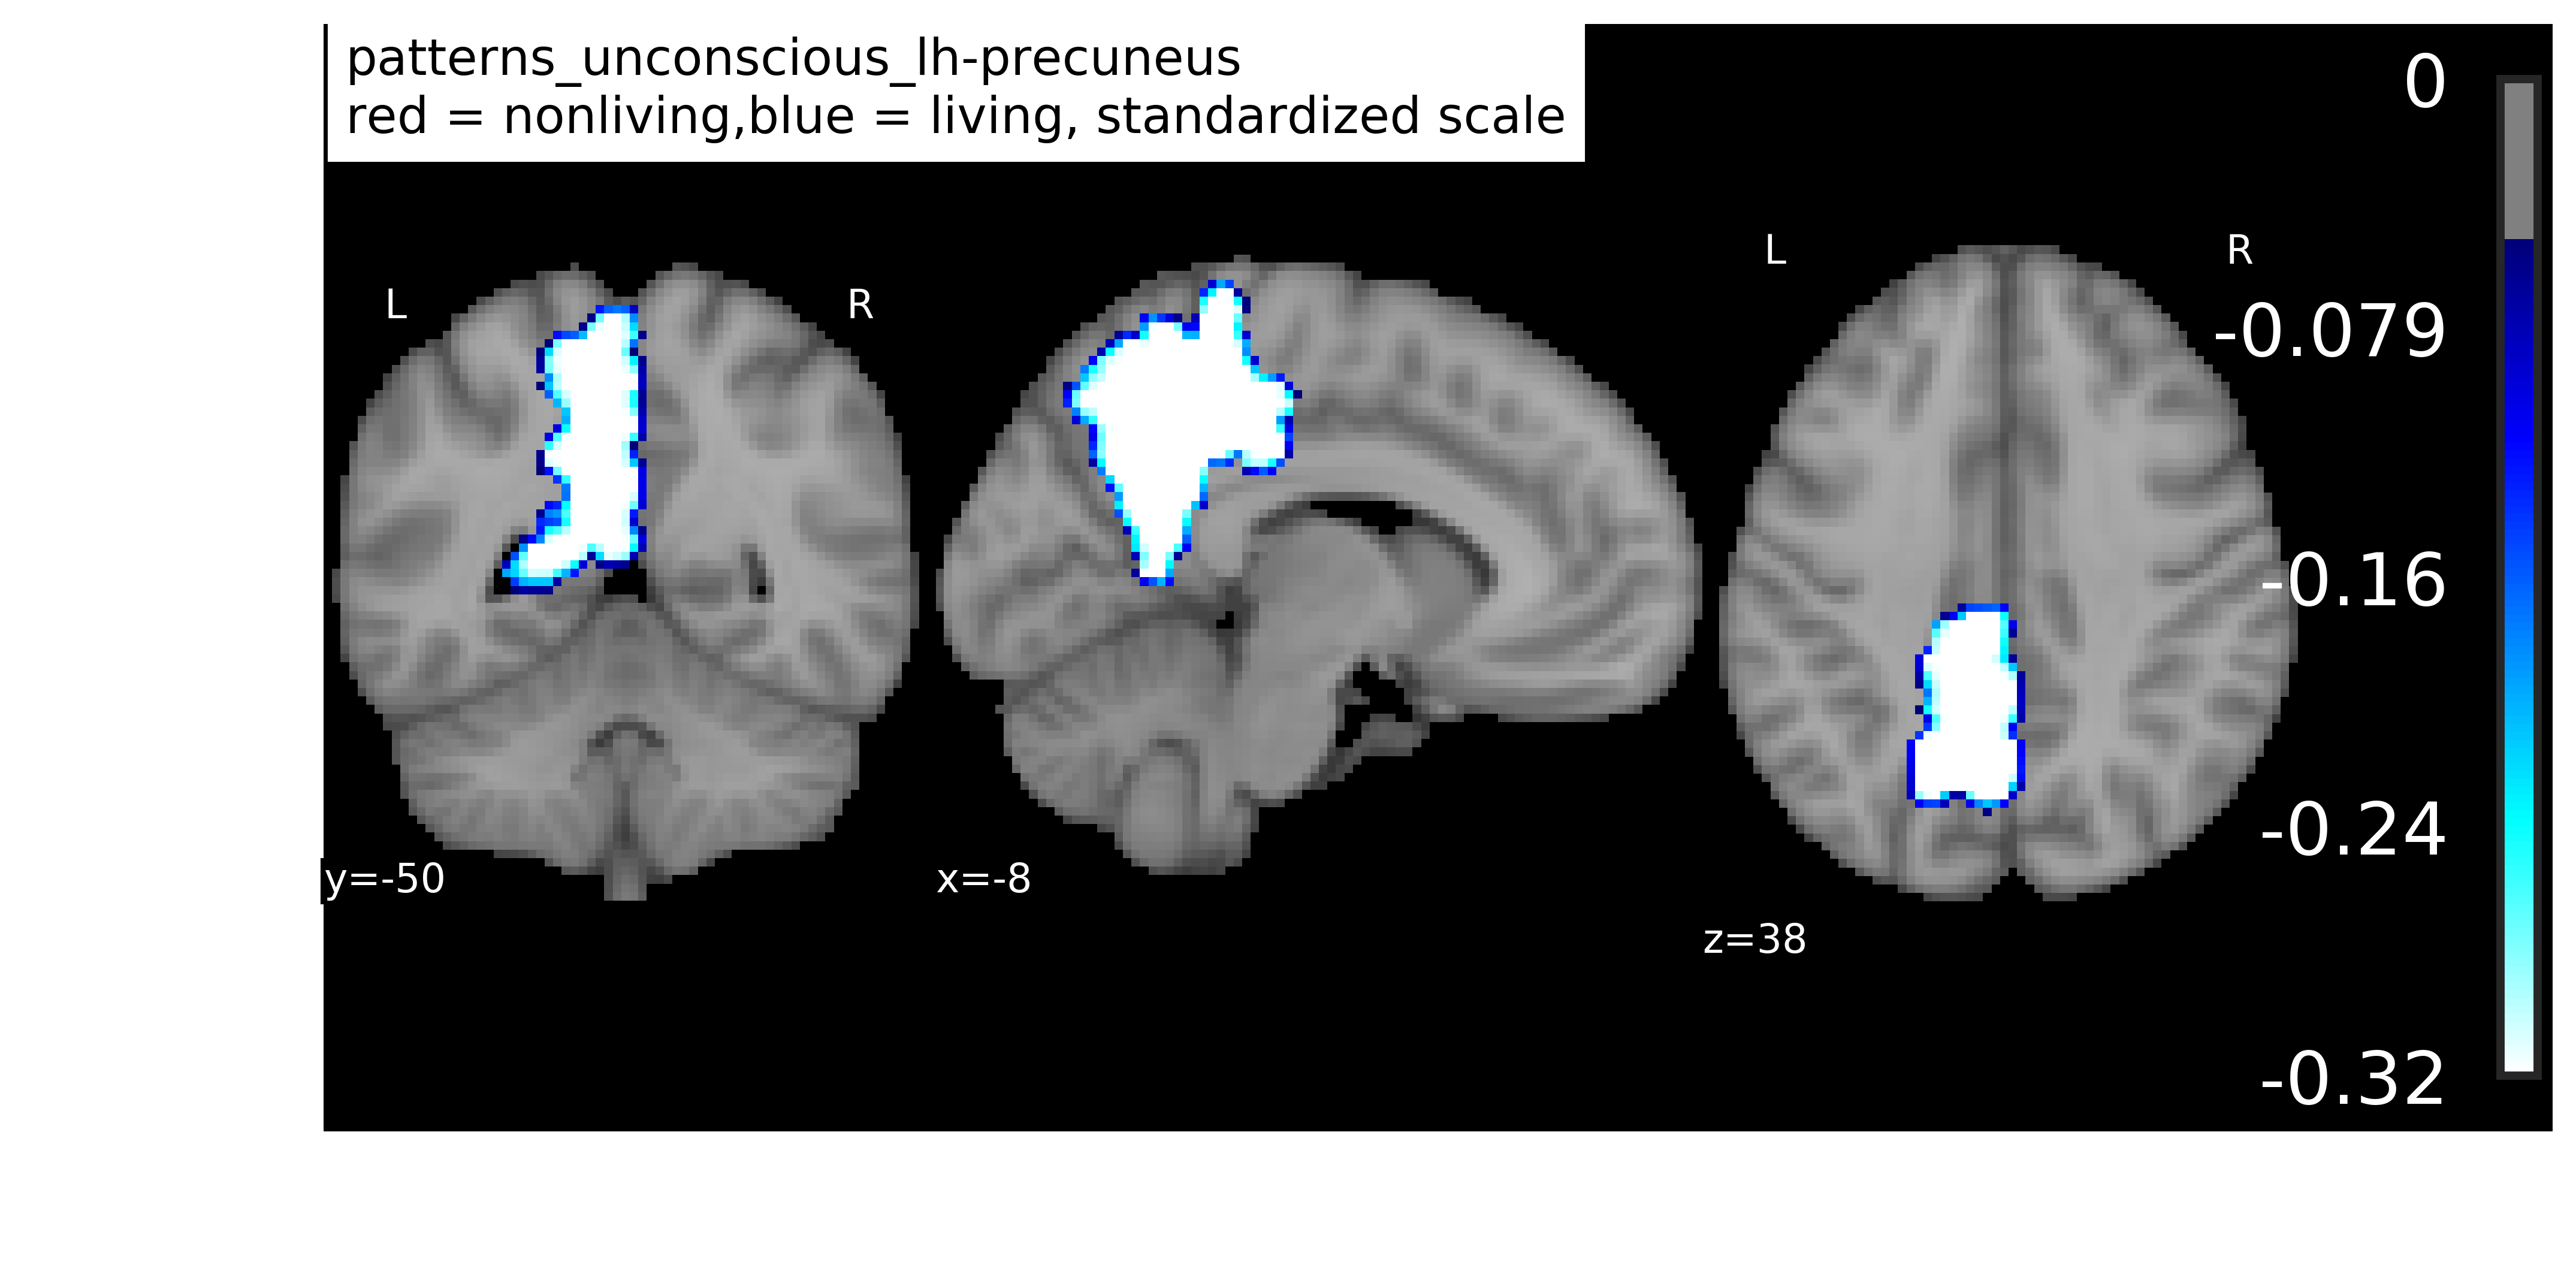 patterns_unconscious_lh-precuneus
red = nonliving,blue = living, standardized scale
0
L
R
L
R
-0.079
-0.16
-0.24
y=-50
x=-8
z=38
-0.32